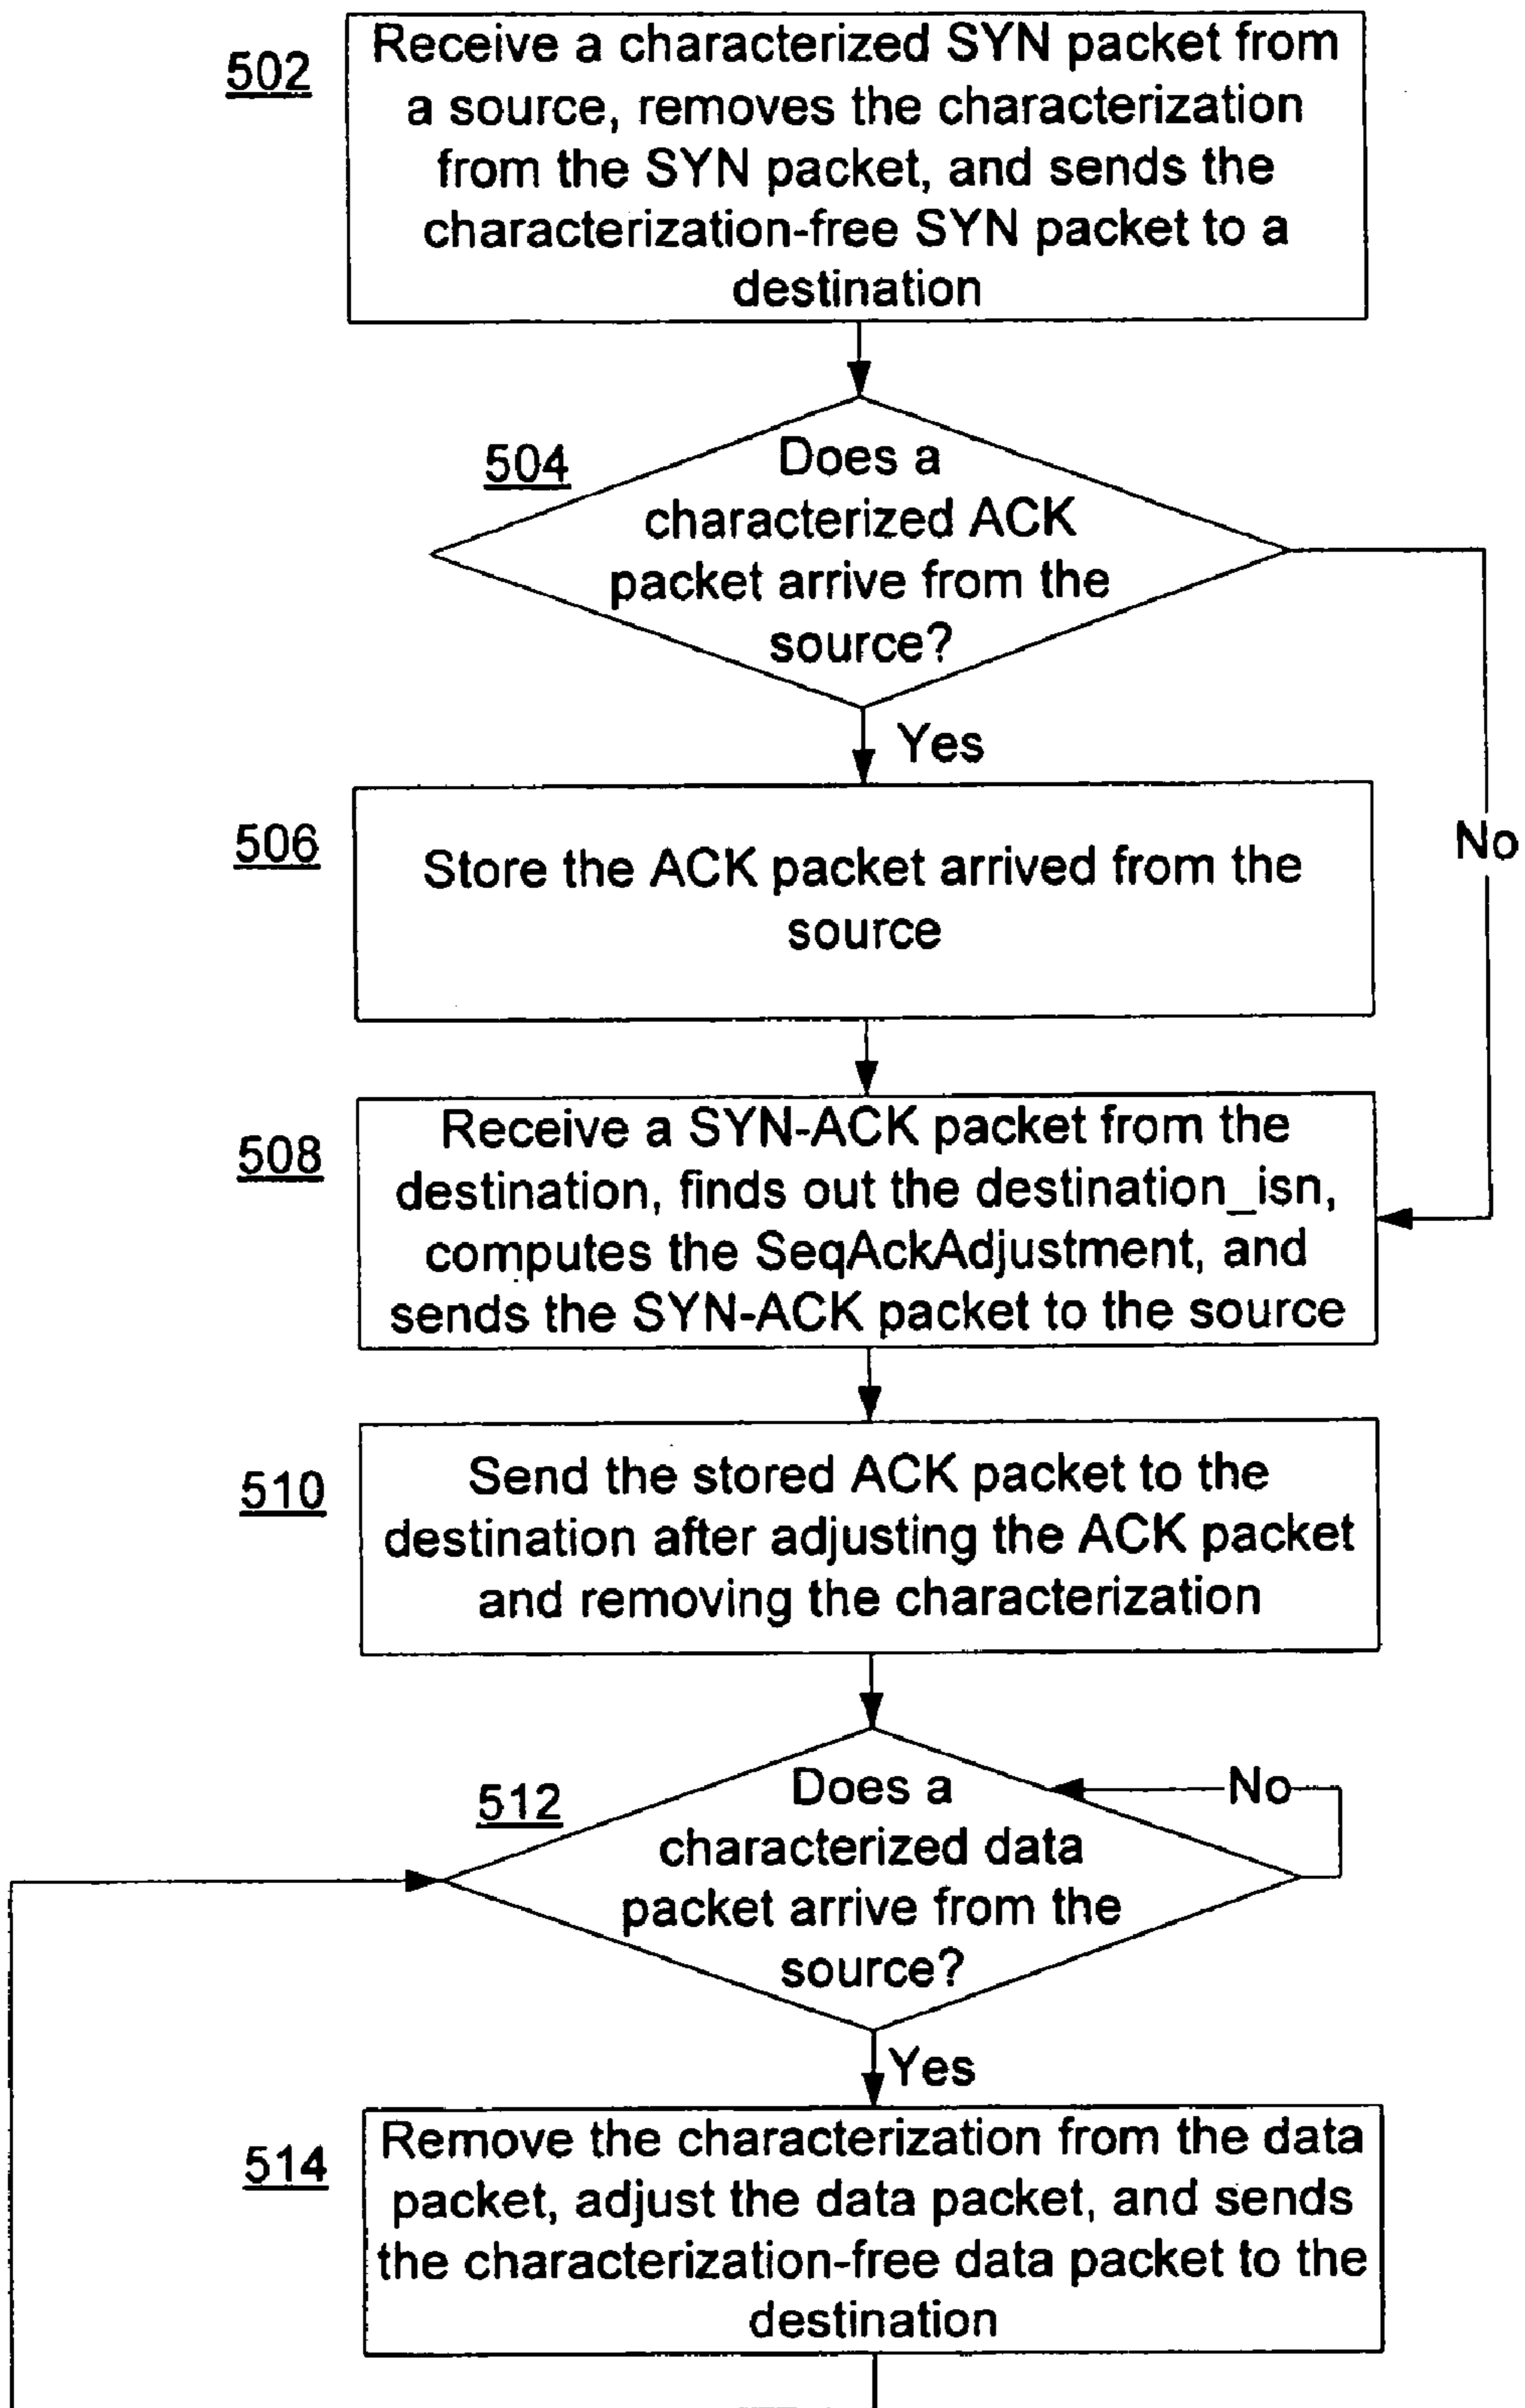 502
Receive a characterized SYN packet from
a source, removes the characterization
from the SYN packet, and sends the
characterization-free SYN packet to a
destination
504
Does a
characterized ACK
packet arrive from the
source?
Yes
No
506
Store the ACK packet arrived from the
source
508
Receive a SYN-ACK packet from the
destination, finds out the destination_isn,
computes the SeqAckAdjustment, and
sends the SYN-ACK packet to the source
510
Send the stored ACK packet to the
destination after adjusting the ACK packet
and removing the characterization
512
Does a
characterized data
packet arrive from the
source?
No
Yes
514
Remove the characterization from the data
packet, adjust the data packet, and sends
the characterization-free data packet to the
destination